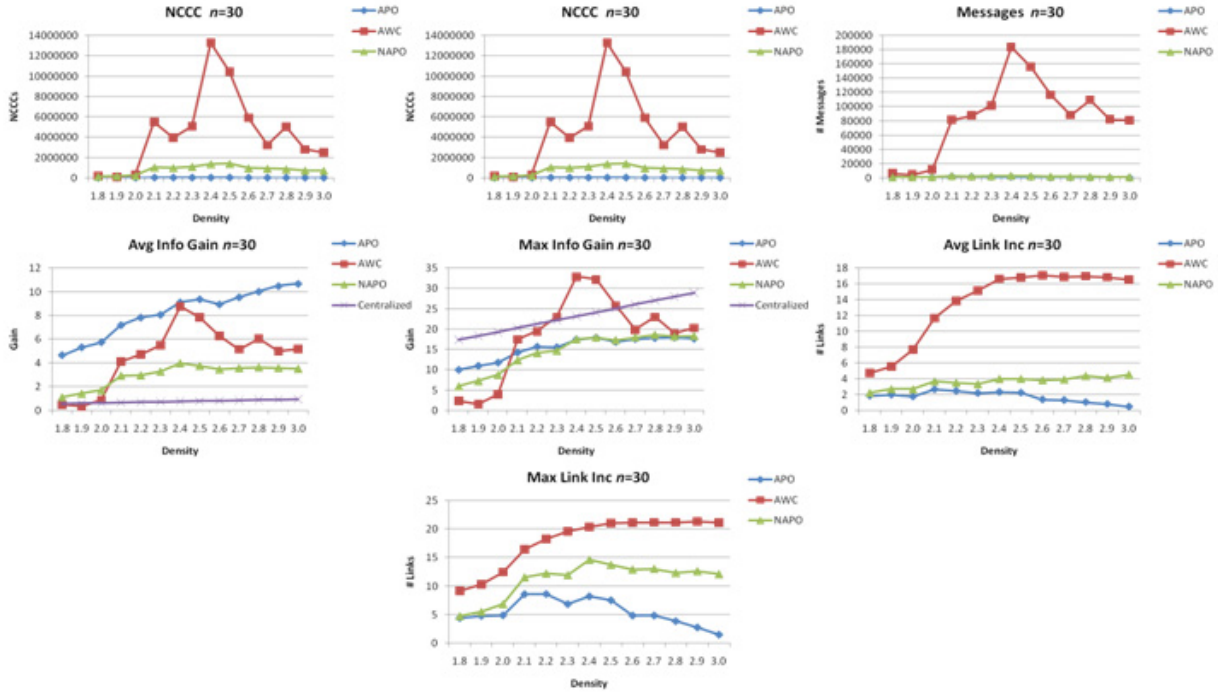 NCCC n=30
14000000
12000000
10000000
8000000
6000000
4000000
2000000
0
NCCCs
1.8 1.9 2.0 2.1 2.2 2.3 2.4 2.5 2.6 2.7 2.8 2.9 3.0
Density
APO
AWC
NAPO
NCCC n=30
14000000
12000000
10000000
8000000
6000000
4000000
2000000
0
NCCCs
1.8 1.9 2.0 2.1 2.2 2.3 2.4 2.5 2.6 2.7 2.8 2.9 3.0
Density
APO
AWC
NAPO
Messages n=30
200000
180000
160000
140000
120000
100000
80000
60000
40000
20000
0
# Messages
1.8 1.9 2.0 2.1 2.2 2.3 2.4 2.5 2.6 2.7 2.8 2.9 3.0
Density
APO
AWC
NAPO
Avg Info Gain n=30
12
10
8
6
4
2
0
Gain
1.8 1.9 2.0 2.1 2.2 2.3 2.4 2.5 2.6 2.7 2.8 2.9 3.0
Density
APO
AWC
NAPO
Centralized
Max Info Gain n=30
35
30
25
20
15
10
5
0
Gain
1.8 1.9 2.0 2.1 2.2 2.3 2.4 2.5 2.6 2.7 2.8 2.9 3.0
Density
APO
AWC
NAPO
Centralized
Avg Link Inc n=30
18
16
14
12
10
8
6
4
2
0
# Links
1.8 1.9 2.0 2.1 2.2 2.3 2.4 2.5 2.6 2.7 2.8 2.9 3.0
Density
APO
AWC
NAPO
Max Link Inc n=30
25
20
15
10
5
0
# Links
1.8 1.9 2.0 2.1 2.2 2.3 2.4 2.5 2.6 2.7 2.8 2.9 3.0
Density
APO
AWC
NAPO